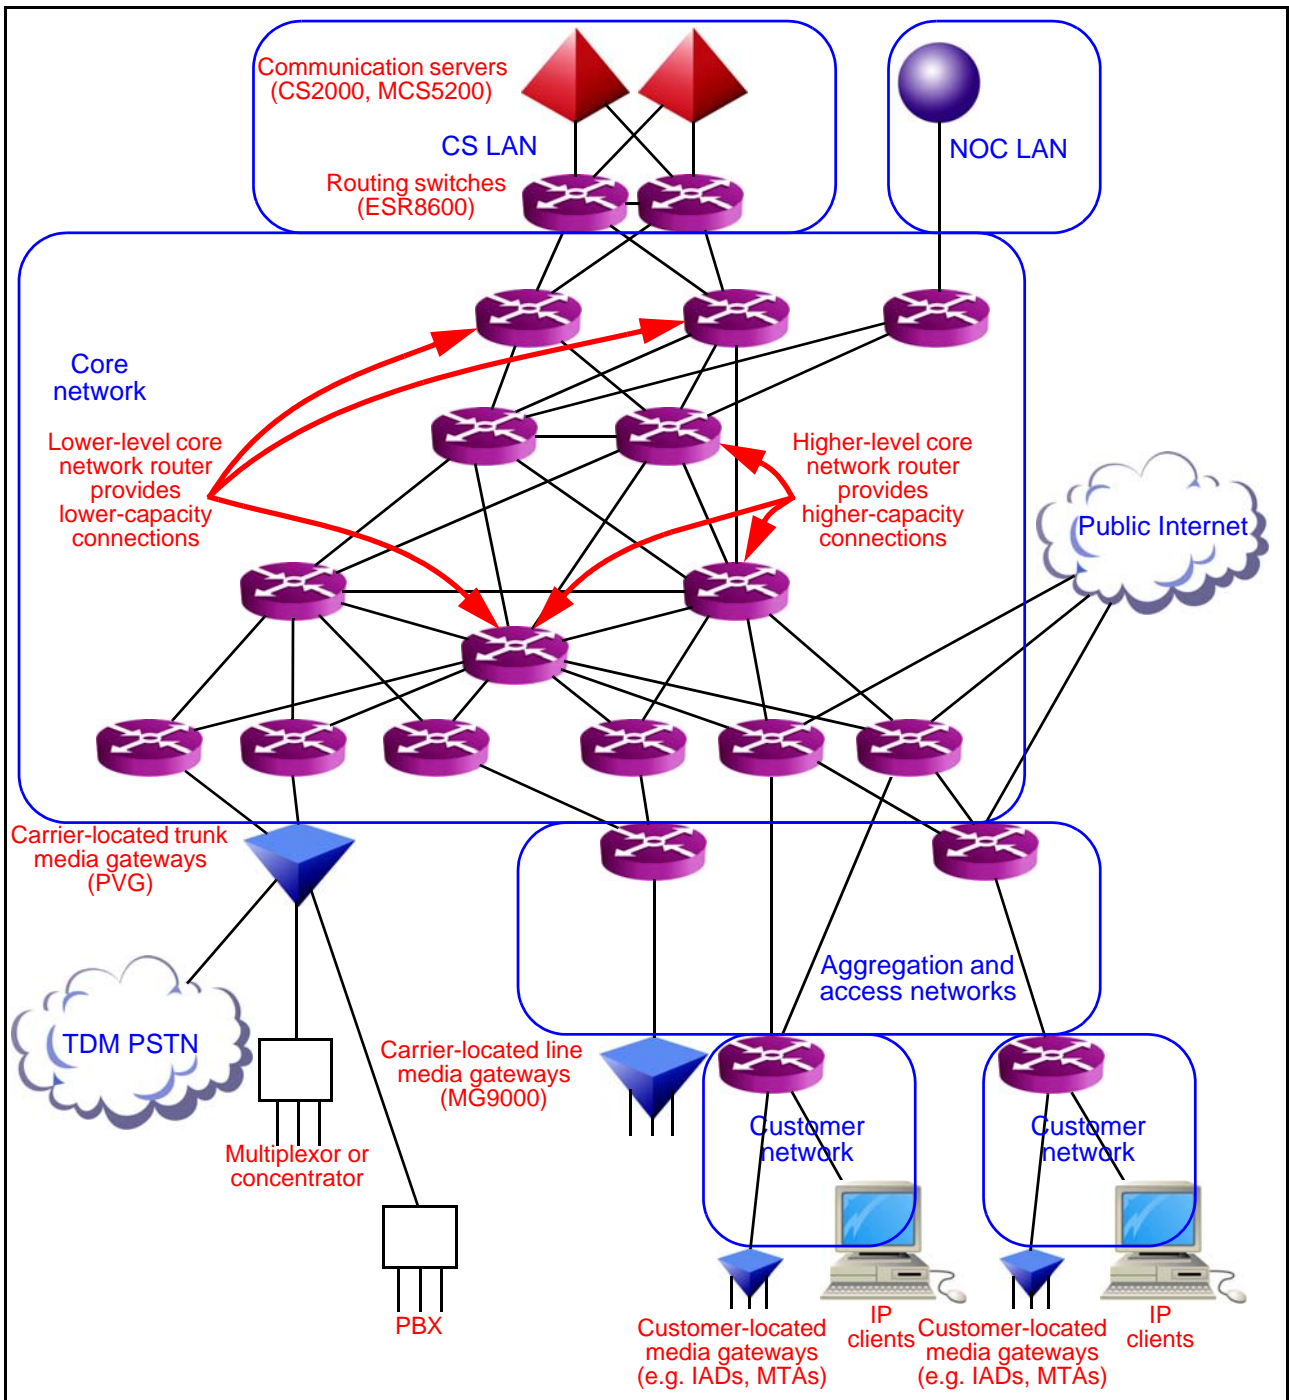 Communication servers
(CS2000, MCS5200)
CS LAN
NOC LAN
Routing switches
(ESR8600)
Core
network
Lower-level core
network router
provides
lower-capacity
connections
Higher-level core
network router
provides
higher-capacity
connections
Public Internet
Carrier-located trunk
media gateways
(PVG)
Aggregation and
access networks
TDM PSTN
Carrier-located line
media gateways
(MG9000)
Multiplexor or
concentrator
Customer
network
Customer
network
PBX
Customer-located
media gateways
(e.g. IADs, MTAs)
IP
clients
Customer-located
media gateways
(e.g. IADs, MTAs)
IP
clients